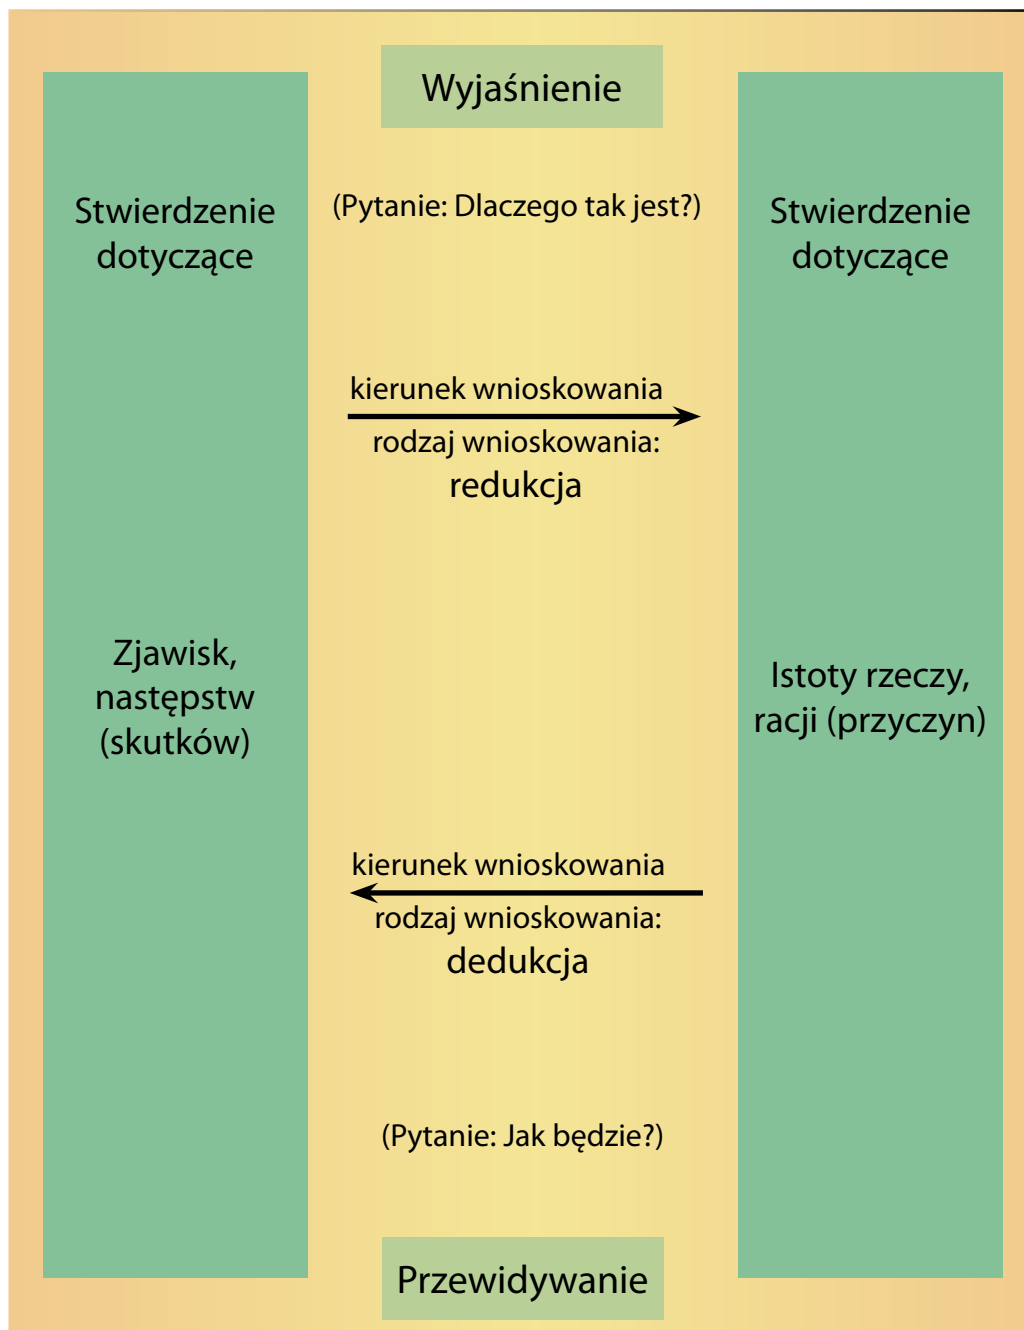 Wyjaśnienie
Stwierdzenie
dotyczące
(Pytanie: Dlaczego tak jest?)
Stwierdzenie
dotyczące
kierunek wnioskowania
rodzaj wnioskowania:
redukcja
Zjawisk,
następstw
(skutków)
Istoty rzeczy,
racji (przyczyn)
kierunek wnioskowania
rodzaj wnioskowania:
dedukcja
(Pytanie: Jak będzie?)
Przewidywanie